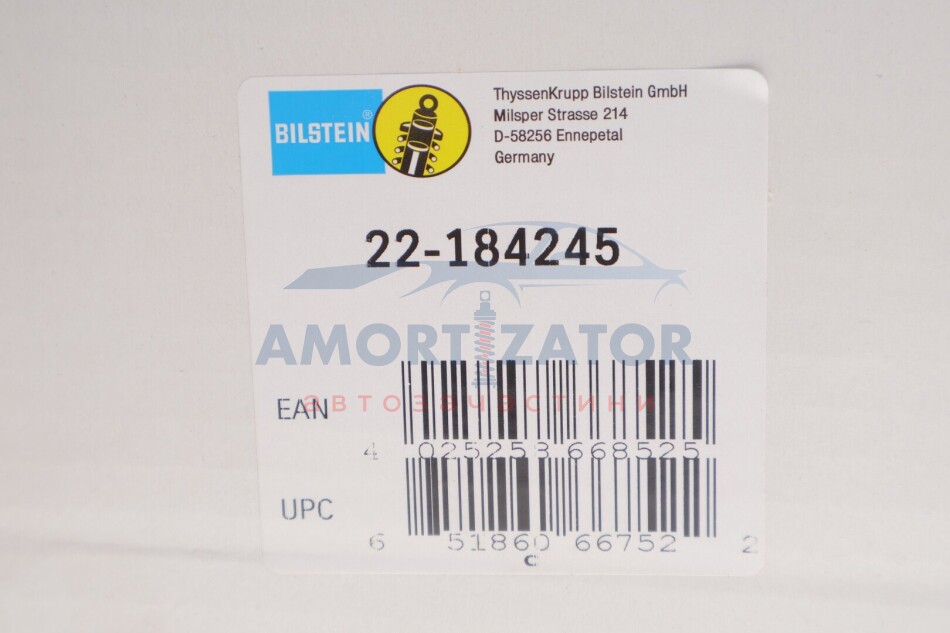 BILSTEIN®
ThyssenKrupp Bilstein GmbH
Milsper Strasse 214
D-58256 Ennepetal
Germany
22-184245
AMORTIZATOR
автозапчастини
EAN
4 025258 668525
UPC
6 51860 66752 2
C